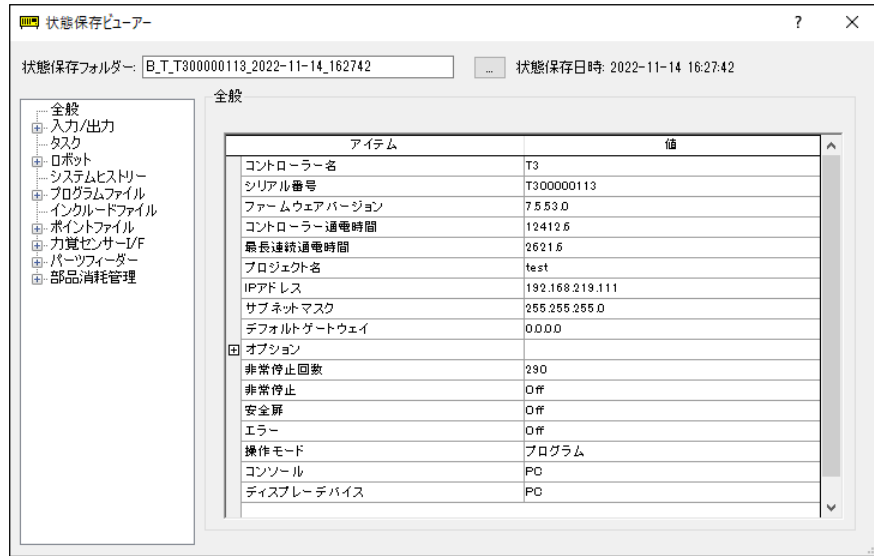 状態保存ビューアー
?
状態保存フォルダー: B_T_T300000113_2022-11-14_162742 ... 状態保存日時: 2022-11-14 16:27:42
全般
入力/出力
タスク
ロボット
システムヒストリー
プログラムファイル
インクルードファイル
ポイントファイル
力覚センサーI/F
パーツフィーダー
部品消耗管理
全般
アイテム 値
コントローラー名 T3
シリアル番号 T300000113
ファームウェアバージョン 7.5.53.0
コントローラー通電時間 12412.6
最長連続通電時間 2621.6
プロジェクト名 test
IPアドレス 192.168.219.111
サブネットマスク 255.255.255.0
デフォルトゲートウェイ 0.0.0.0
オプション
非常停止回数 290
非常停止 Off
安全扉 Off
エラー Off
操作モード プログラム
コンソール PC
ディスプレーデバイス PC